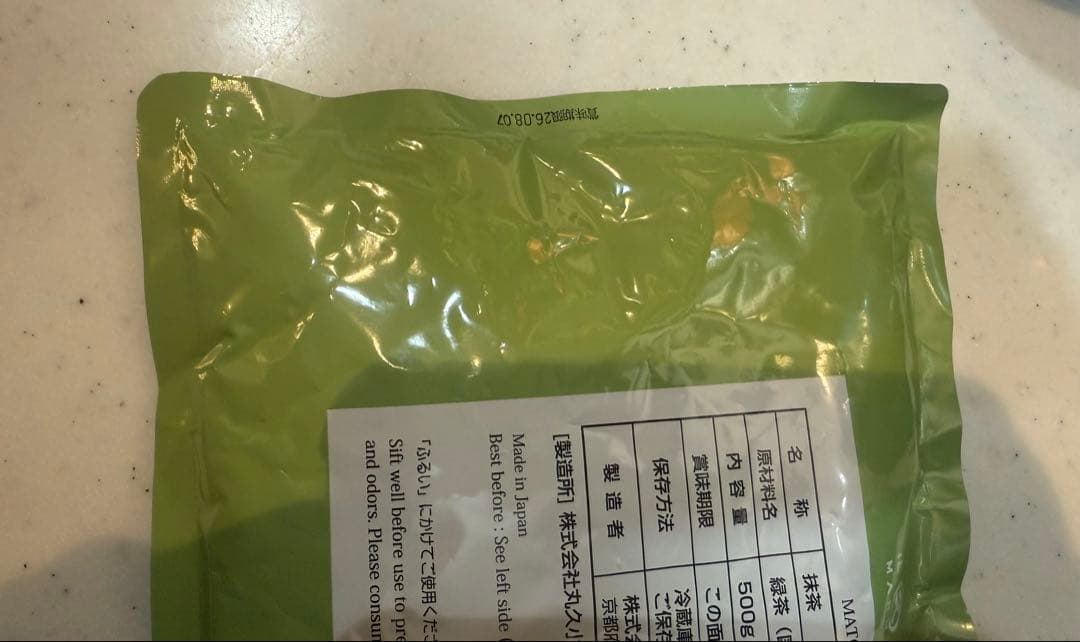 賞味期限26.08.07
MATC
名 称 抹茶
原材料名 緑茶（
内 容 量 500g
賞味期限 この面
保存方法 冷蔵庫
ご保存
製 造 者 株式会
京都府
[製造所] 株式会社丸久小
Made in Japan
Best before : See left side (
「ふるい」にかけてご使用くださ
Sift well before use to pre
and odors. Please consum